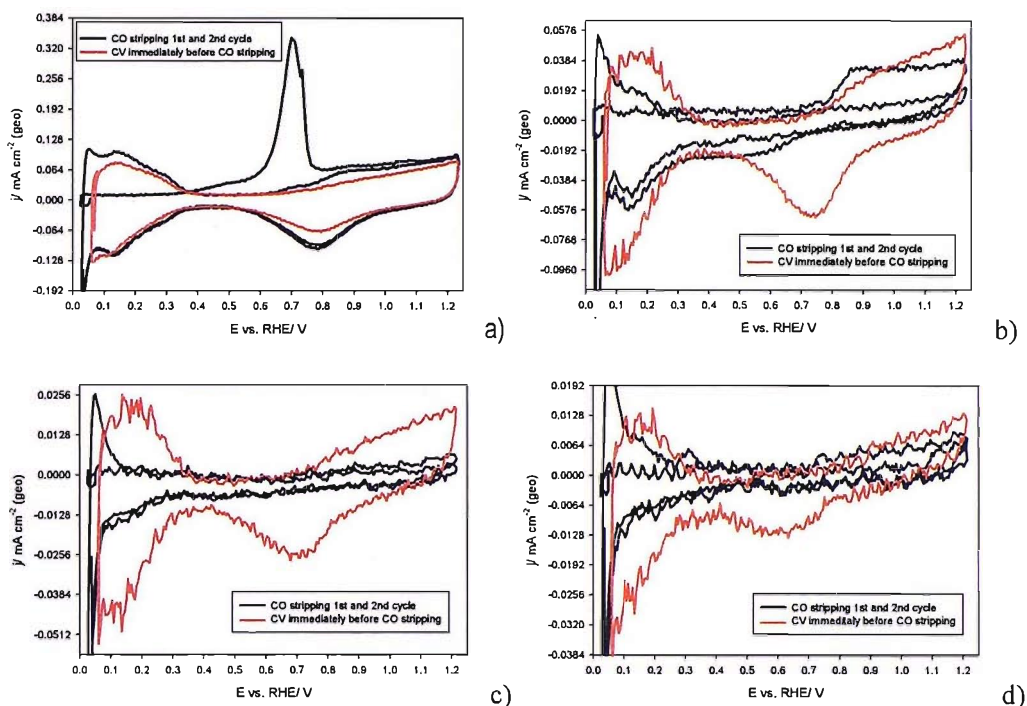 0.384
0.320
0.256
0.192
0.128
0.064
0.000
-0.064
-0.128
-0.192
j/ mA cm⁻² (geo)
CO stripping 1st and 2nd cycle
CV immediately before CO stripping
0.0 0.1 0.2 0.3 0.4 0.5 0.6 0.7 0.8 0.9 1.0 1.1 1.2
E vs. RHE/ V
a)
0.0576
0.0384
0.0192
0.0000
-0.0192
-0.0384
-0.0576
-0.0768
-0.0960
j/ mA cm⁻² (geo)
CO stripping 1st and 2nd cycle
CV immediately before CO stripping
0.0 0.1 0.2 0.3 0.4 0.5 0.6 0.7 0.8 0.9 1.0 1.1 1.2
E vs. RHE/ V
b)
0.0256
0.0128
0.0000
-0.0128
-0.0256
-0.0384
-0.0512
j/ mA cm⁻² (geo)
CO stripping 1st and 2nd cycle
CV immediately before CO stripping
0.0 0.1 0.2 0.3 0.4 0.5 0.6 0.7 0.8 0.9 1.0 1.1 1.2
E vs. RHE/ V
c)
0.0192
0.0128
0.0064
0.0000
-0.0064
-0.0128
-0.0192
-0.0256
-0.0320
-0.0384
j/ mA cm⁻² (geo)
CO stripping 1st and 2nd cycle
CV immediately before CO stripping
0.0 0.1 0.2 0.3 0.4 0.5 0.6 0.7 0.8 0.9 1.0 1.1 1.2
E vs. RHE/ V
d)